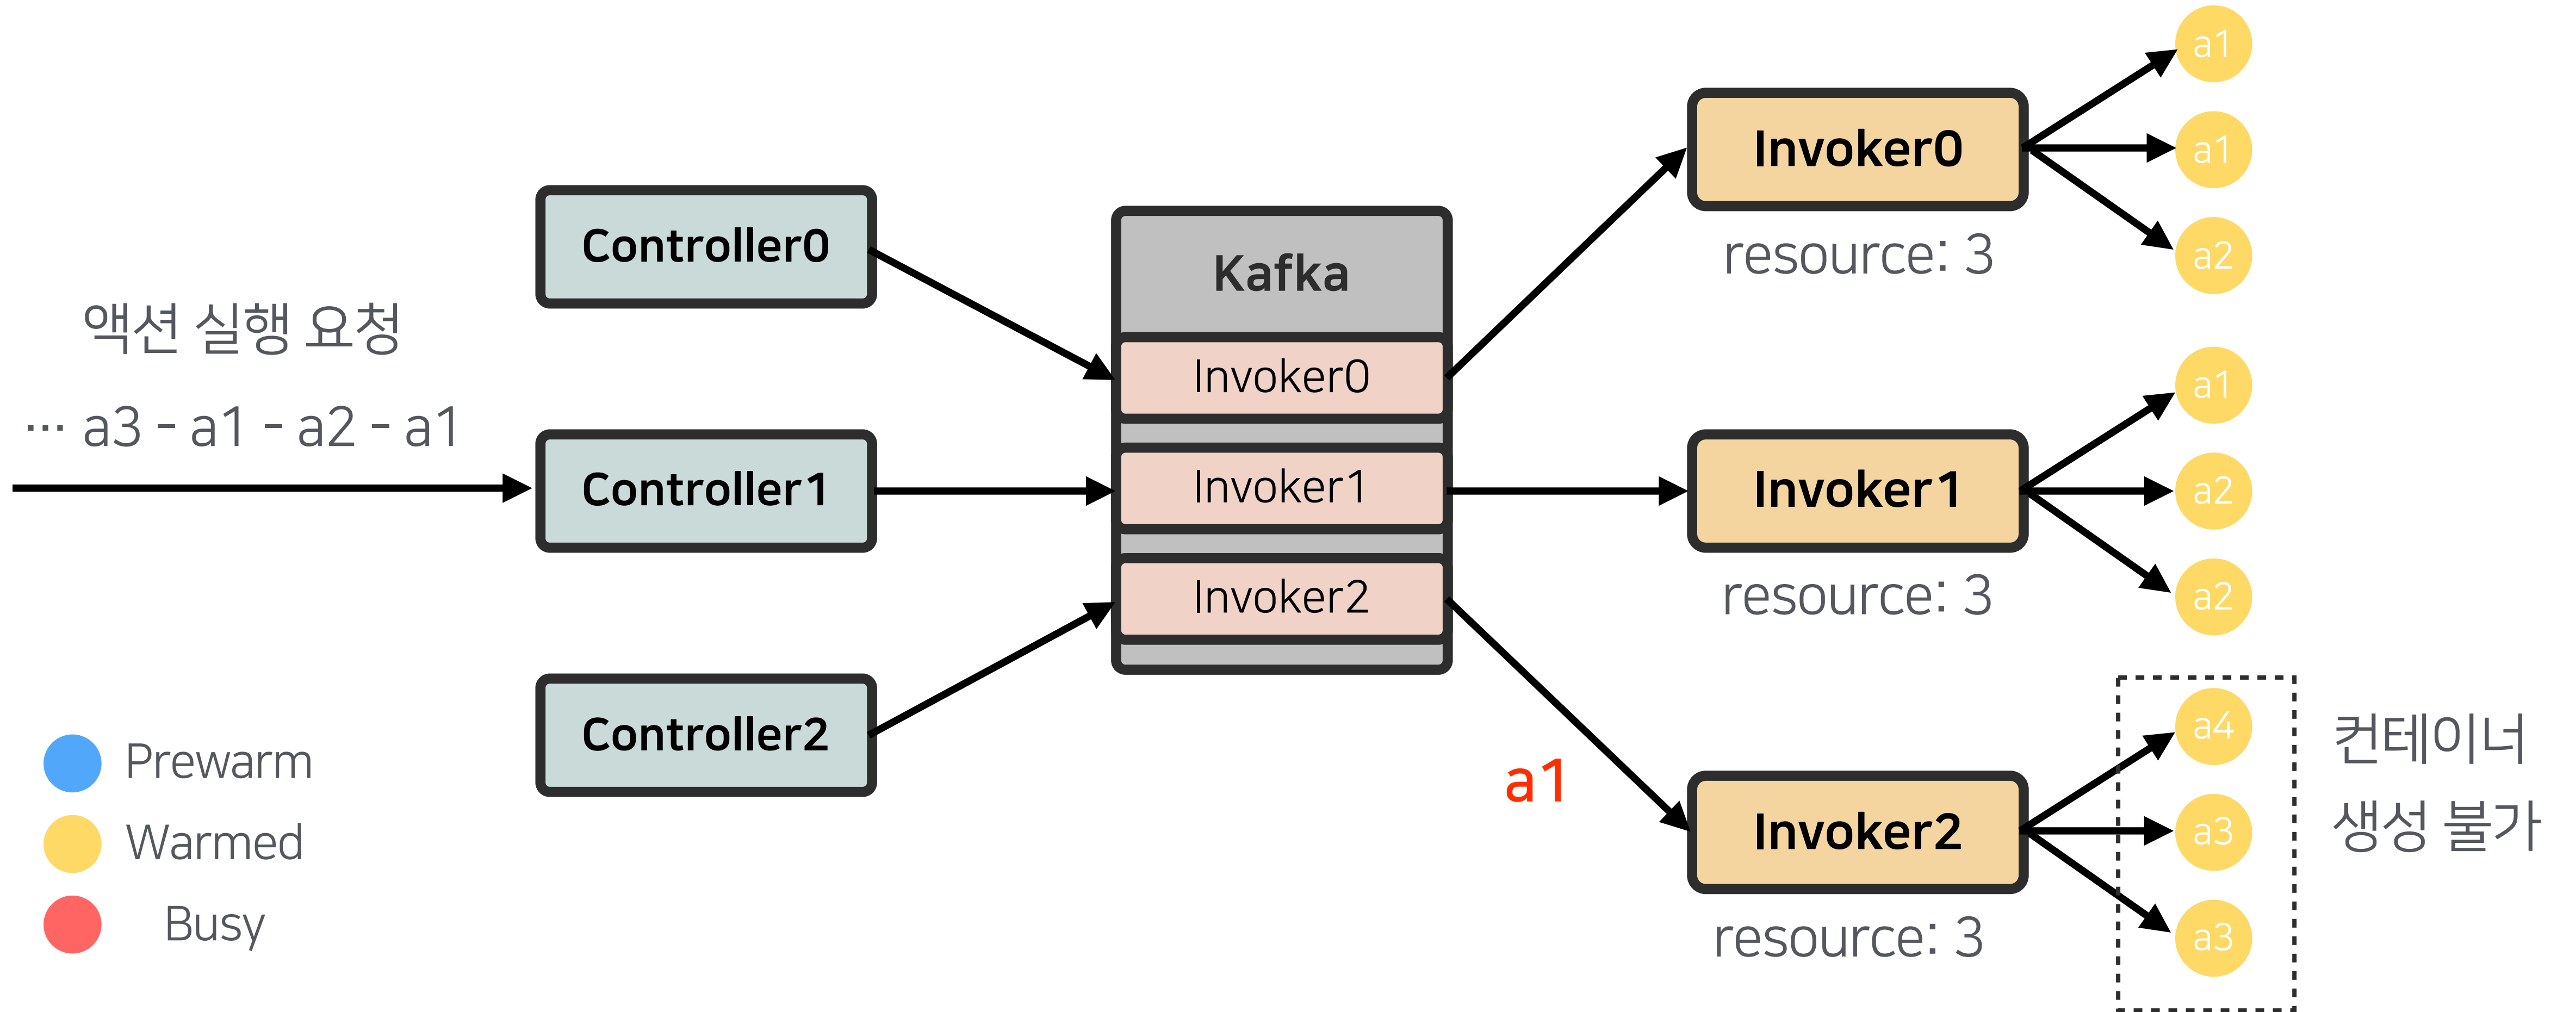 액션 실행 요청
··· a3 - a1 - a2 - a1
Controller0
Controller1
Controller2
Prewarm
Warmed
Busy
Kafka
Invoker0
Invoker1
Invoker2
a1
Invoker0
resource: 3
a1
a1
a2
Invoker1
resource: 3
a1
a2
a2
Invoker2
resource: 3
a4
a3
a3
컨테이너
생성 불가